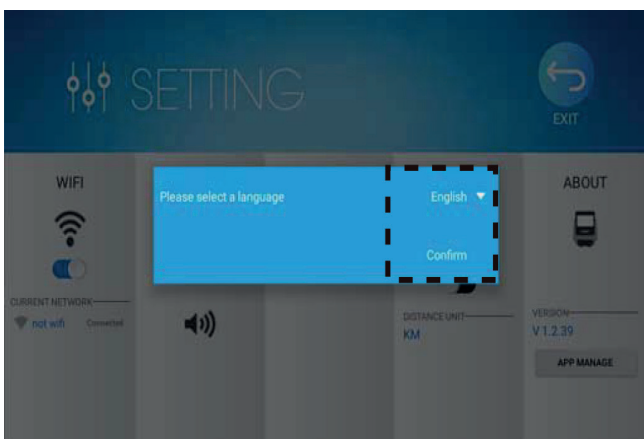 SETTING
EXIT
WIFI
ABOUT
Please select a language
English
Confirm
CURRENT NETWORK
not wifi Connected
DISTANCE UNIT
KM
VERSION
V 1.2.39
APP MANAGE